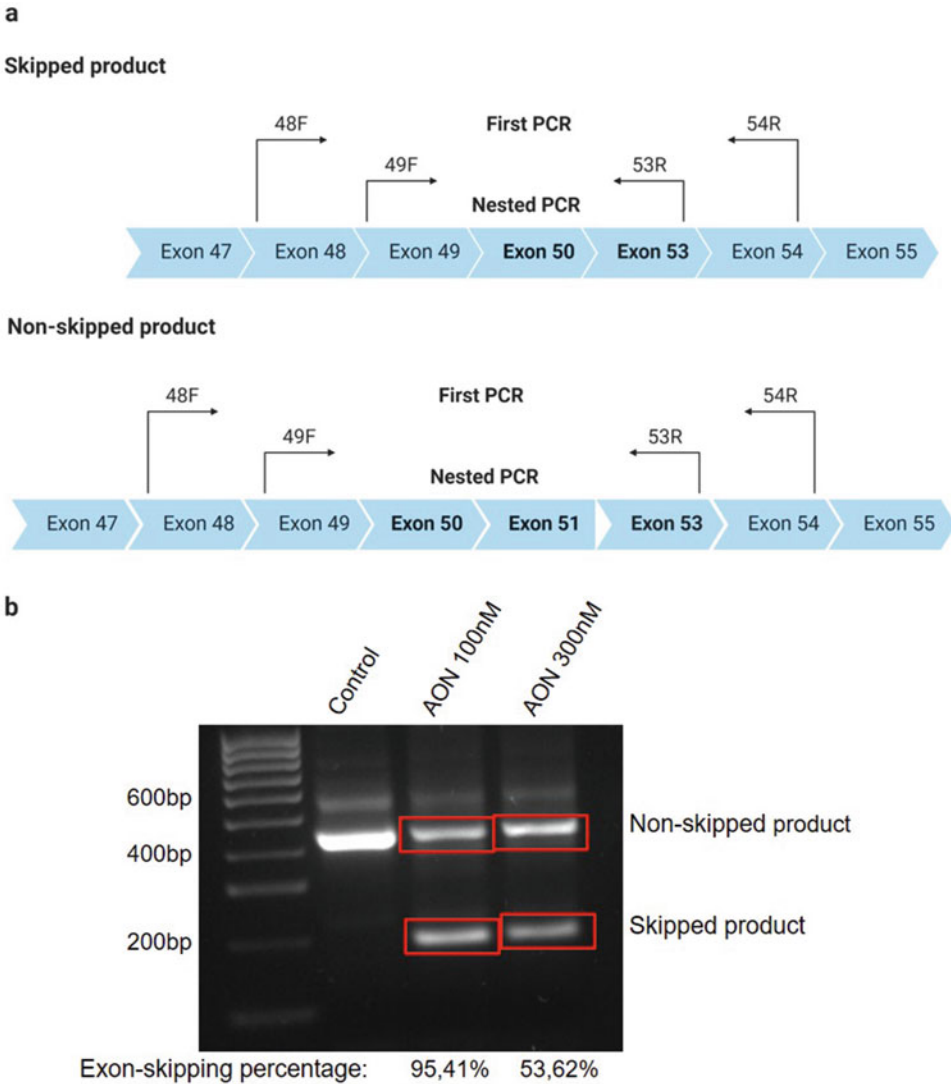 a
Skipped product
48F First PCR 54R
49F 53R
Nested PCR
Exon 47 Exon 48 Exon 49 Exon 50 Exon 53 Exon 54 Exon 55
Non-skipped product
48F First PCR 54R
49F 53R
Nested PCR
Exon 47 Exon 48 Exon 49 Exon 50 Exon 51 Exon 53 Exon 54 Exon 55
b
Control AON 100nM AON 300nM
600bp
Non-skipped product
400bp
Skipped product
200bp
Exon-skipping percentage: 95,41% 53,62%